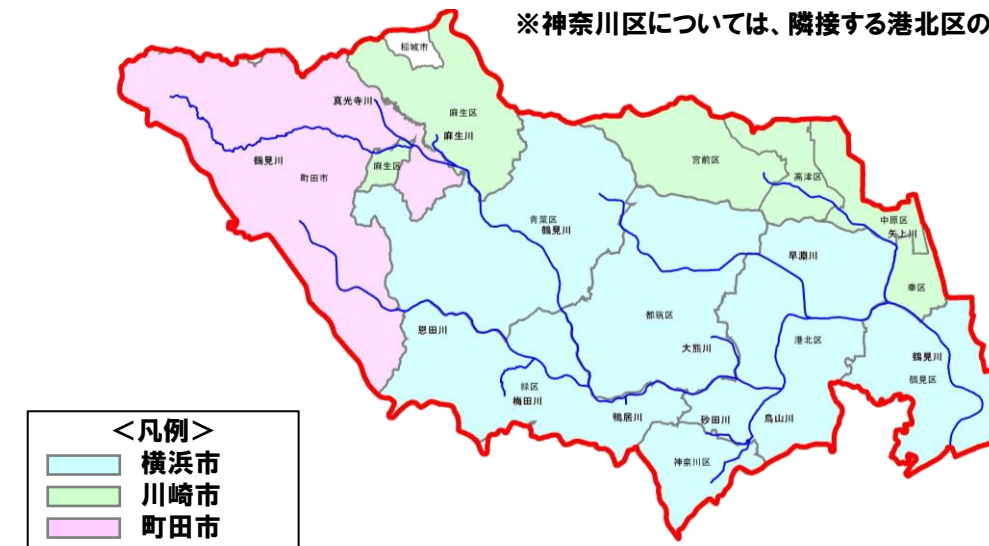 ※神奈川区については、隣接する港北区の
稲城市
真光寺川
麻生区
麻生川
鶴見川
町田市
麻生区
宮前区
高津区
中原区
矢上川
幸区
青葉区
鶴見川
早淵川
都筑区
恩田川
大熊川
港北区
鶴見川
鶴見区
緑区
梅田川
鴨居川
砂田川
鳥山川
神奈川区
＜凡例＞
横浜市
川崎市
町田市